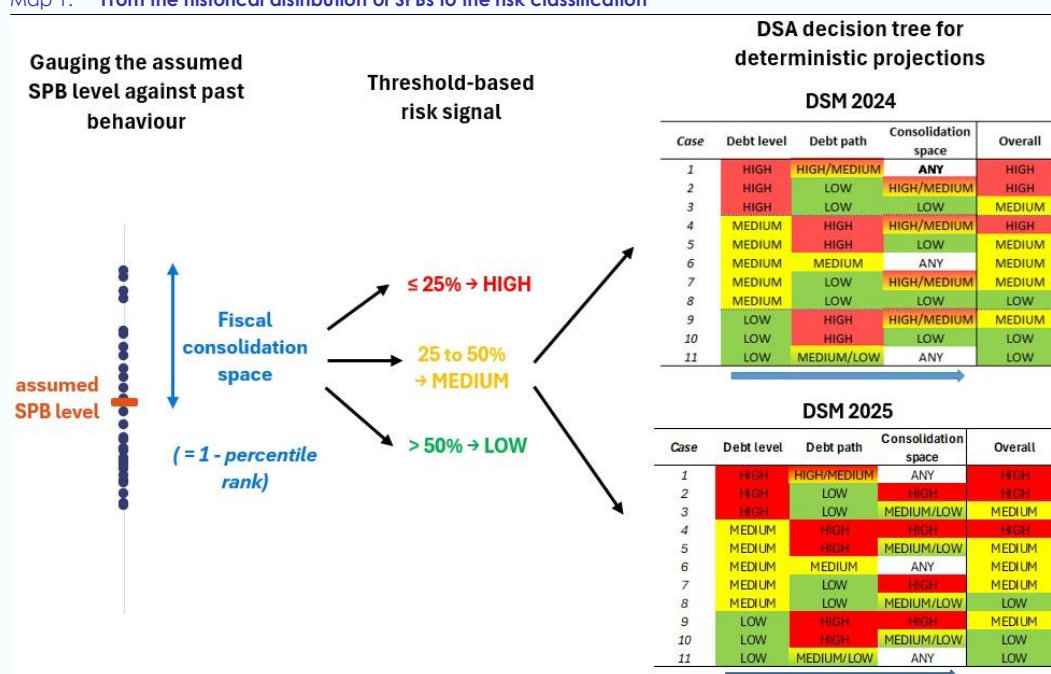 Map 1: From the historical distribution of SPBs to the risk classification
Gauging the assumed
SPB level against past
behaviour
Threshold-based
risk signal
DSA decision tree for
deterministic projections
assumed
SPB level
Fiscal
consolidation
space
( = 1 - percentile
rank)
≤ 25% → HIGH
25 to 50%
→ MEDIUM
> 50% → LOW
DSM 2024
Case Debt level Debt path Consolidation space Overall
1 HIGH HIGH/MEDIUM ANY HIGH
2 HIGH LOW HIGH/MEDIUM HIGH
3 HIGH LOW LOW MEDIUM
4 MEDIUM HIGH HIGH/MEDIUM HIGH
5 MEDIUM HIGH LOW MEDIUM
6 MEDIUM MEDIUM ANY MEDIUM
7 MEDIUM LOW HIGH/MEDIUM MEDIUM
8 MEDIUM LOW LOW LOW
9 LOW HIGH HIGH/MEDIUM MEDIUM
10 LOW HIGH LOW LOW
11 LOW MEDIUM/LOW ANY LOW
DSM 2025
Case Debt level Debt path Consolidation space Overall
1 HIGH HIGH/MEDIUM ANY HIGH
2 HIGH LOW HIGH HIGH
3 HIGH LOW MEDIUM/LOW MEDIUM
4 MEDIUM HIGH HIGH HIGH
5 MEDIUM HIGH MEDIUM/LOW MEDIUM
6 MEDIUM MEDIUM ANY MEDIUM
7 MEDIUM LOW HIGH MEDIUM
8 MEDIUM LOW MEDIUM/LOW LOW
9 LOW HIGH HIGH MEDIUM
10 LOW HIGH MEDIUM/LOW LOW
11 LOW MEDIUM/LOW ANY LOW